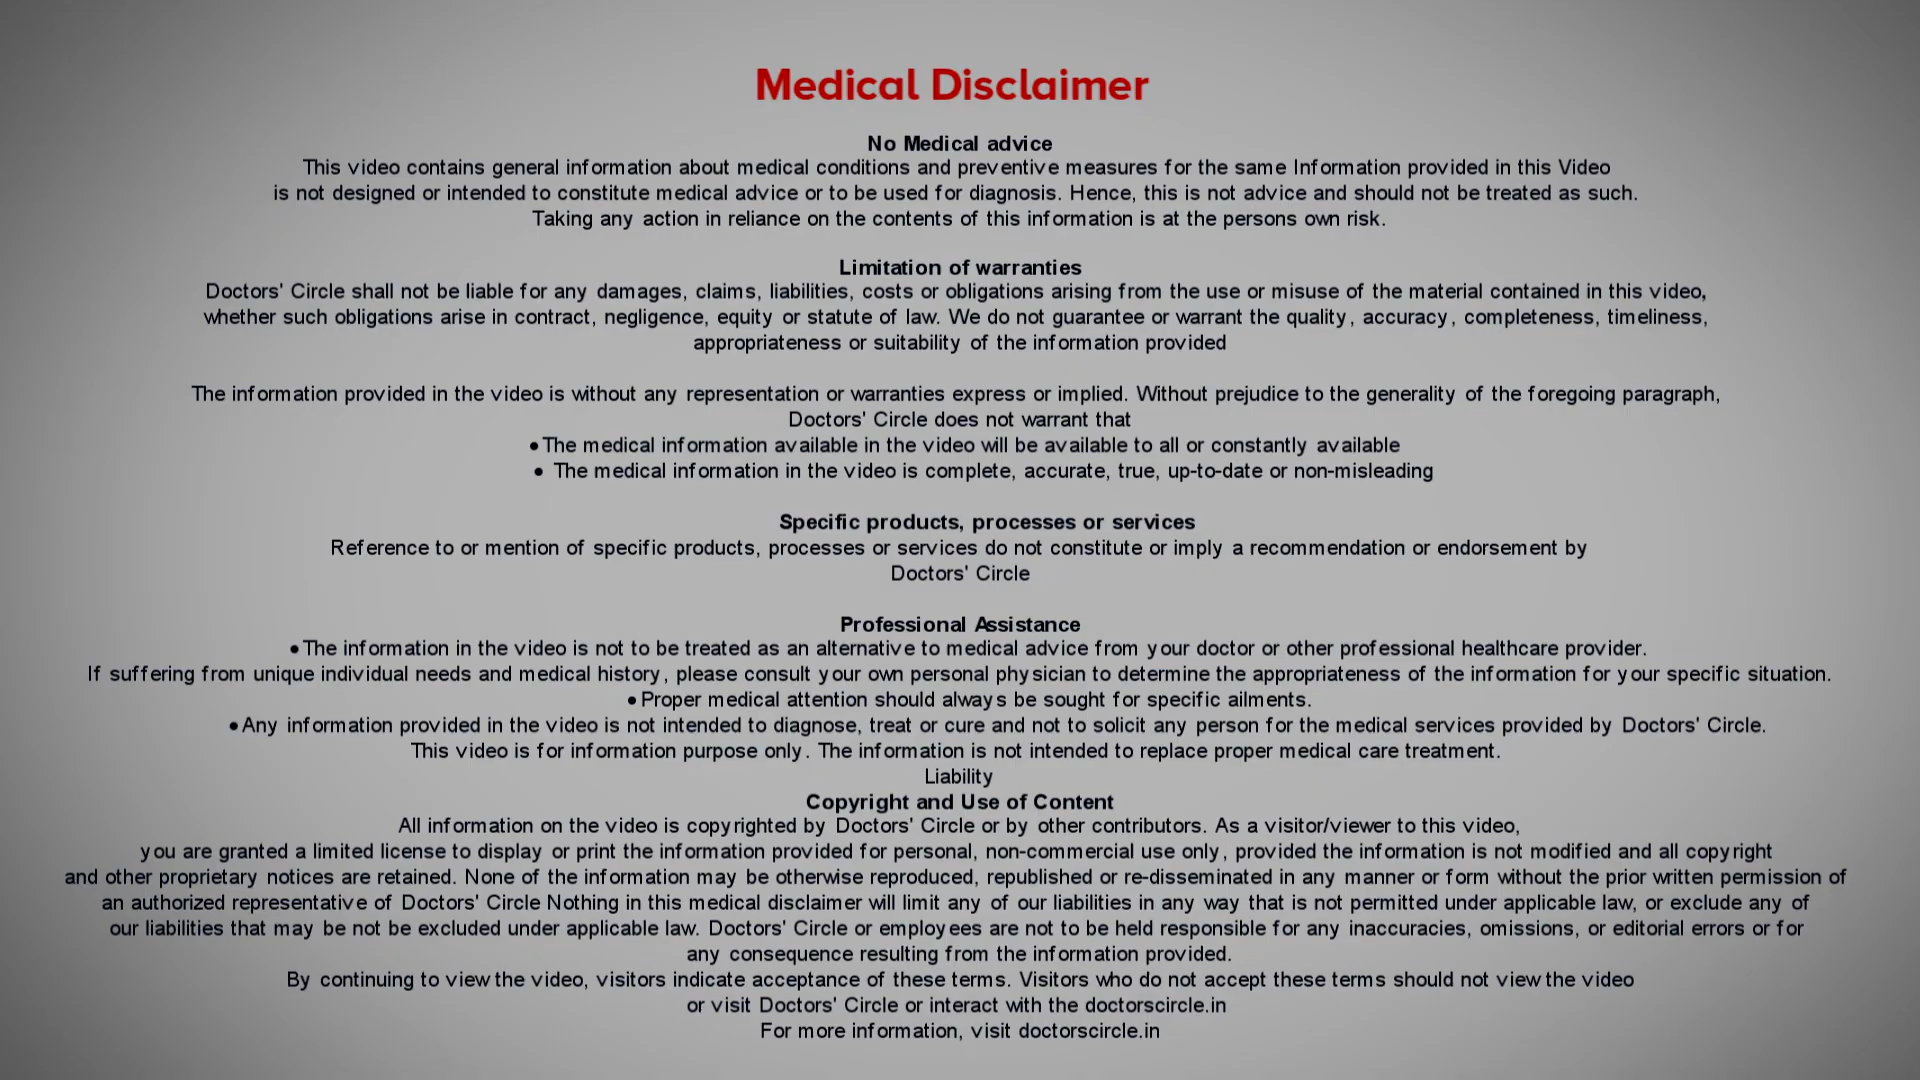 Medical Disclaimer
No Medical advice
This video contains general information about medical conditions and preventive measures for the same Information provided in this Video
is not designed or intended to constitute medical advice or to be used for diagnosis. Hence, this is not advice and should not be treated as such.
Taking any action in reliance on the contents of this information is at the persons own risk.
Limitation of warranties
Doctors' Circle shall not be liable for any damages, claims, liabilities, costs or obligations arising from the use or misuse of the material contained in this video,
whether such obligations arise in contract, negligence, equity or statute of law. We do not guarantee or warrant the quality, accuracy, completeness, timeliness,
appropriateness or suitability of the information provided
The information provided in the video is without any representation or warranties express or implied. Without prejudice to the generality of the foregoing paragraph,
Doctors' Circle does not warrant that
•The medical information available in the video will be available to all or constantly available
• The medical information in the video is complete, accurate, true, up-to-date or non-misleading
Specific products, processes or services
Reference to or mention of specific products, processes or services do not constitute or imply a recommendation or endorsement by
Doctors' Circle
Professional Assistance
•The information in the video is not to be treated as an alternative to medical advice from your doctor or other professional healthcare provider.
If suffering from unique individual needs and medical history, please consult your own personal physician to determine the appropriateness of the information for your specific situation.
•Proper medical attention should always be sought for specific ailments.
•Any information provided in the video is not intended to diagnose, treat or cure and not to solicit any person for the medical services provided by Doctors' Circle.
This video is for information purpose only. The information is not intended to replace proper medical care treatment.
Liability
Copyright and Use of Content
All information on the video is copyrighted by Doctors' Circle or by other contributors. As a visitor/viewer to this video,
you are granted a limited license to display or print the information provided for personal, non-commercial use only, provided the information is not modified and all copyright
and other proprietary notices are retained. None of the information may be otherwise reproduced, republished or re-disseminated in any manner or form without the prior written permission of
an authorized representative of Doctors' Circle Nothing in this medical disclaimer will limit any of our liabilities in any way that is not permitted under applicable law, or exclude any of
our liabilities that may be not be excluded under applicable law. Doctors' Circle or employees are not to be held responsible for any inaccuracies, omissions, or editorial errors or for
any consequence resulting from the information provided.
By continuing to view the video, visitors indicate acceptance of these terms. Visitors who do not accept these terms should not view the video
or visit Doctors' Circle or interact with the doctorscircle.in
For more information, visit doctorscircle.in